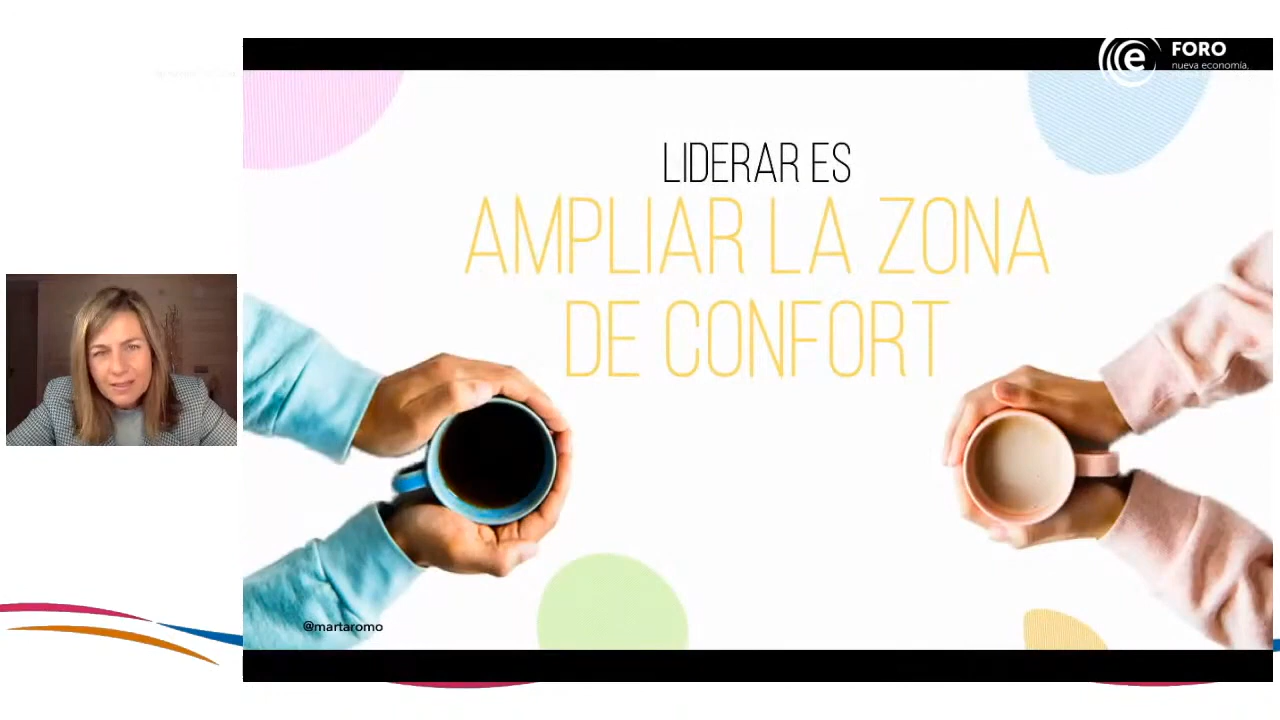 FORO
nueva economía.
LIDERAR ES
AMPLIAR LA ZONA
DE CONFORT
@martaromo